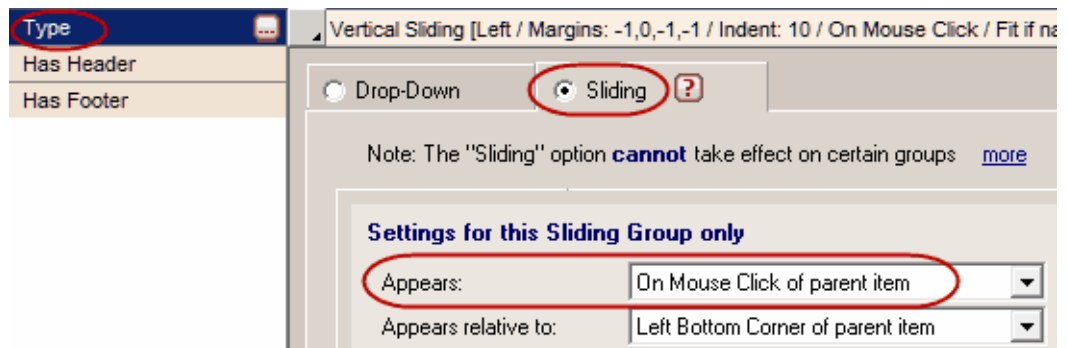 Type ... Vertical Sliding [Left / Margins: -1,0,-1,-1 / Indent: 10 / On Mouse Click / Fit if na
Has Header
Has Footer
Drop-Down Sliding ?
Note: The "Sliding" option cannot take effect on certain groups more
Settings for this Sliding Group only
Appears: On Mouse Click of parent item
Appears relative to: Left Bottom Corner of parent item